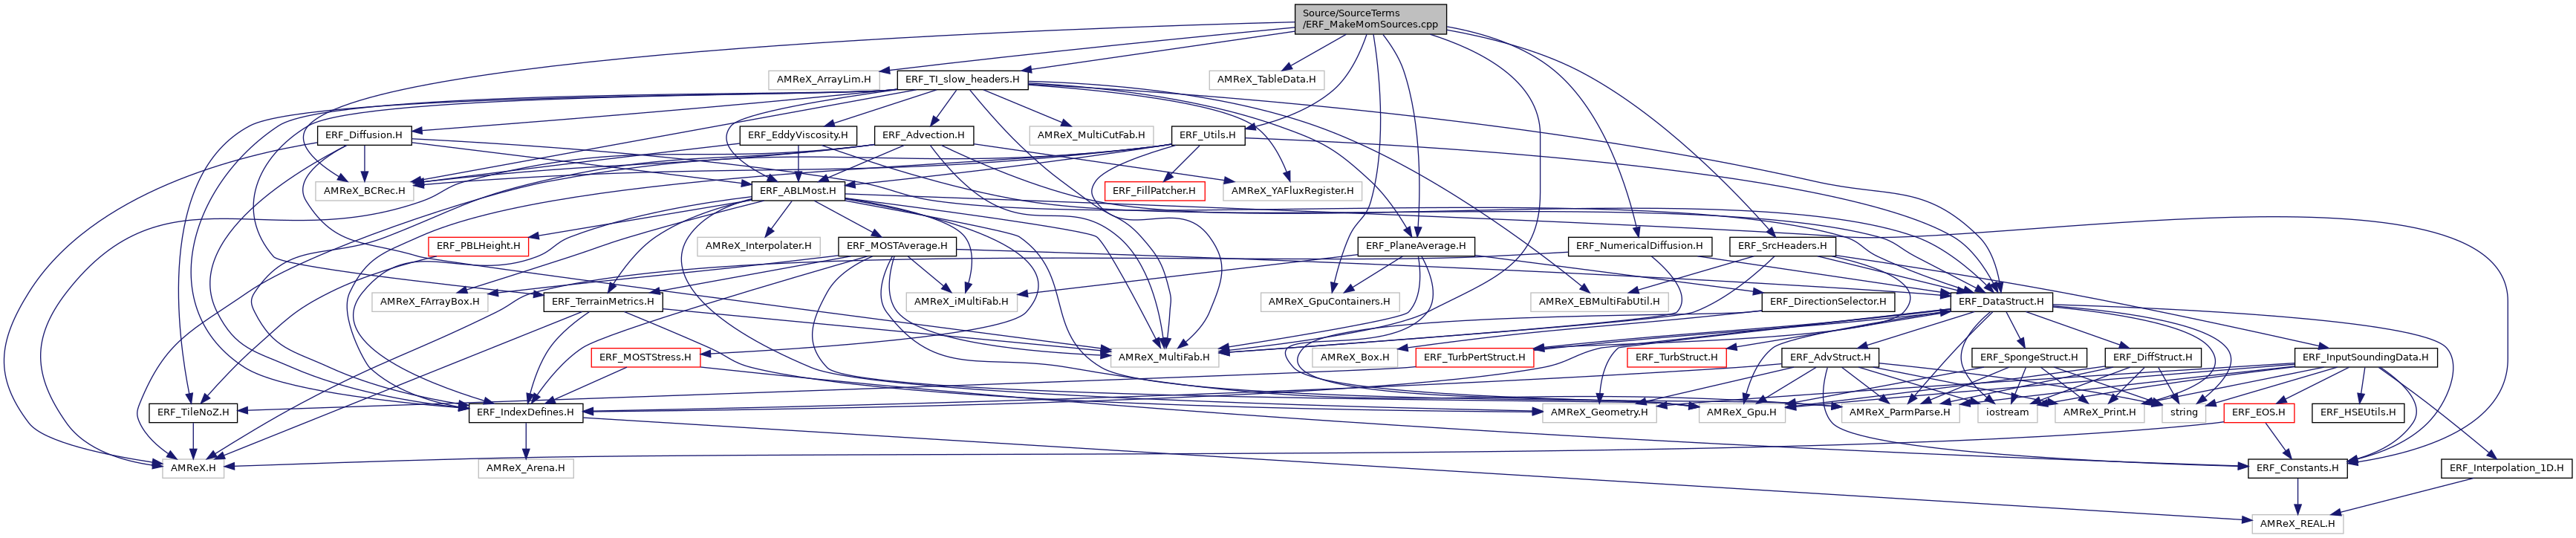 Source/SourceTerms
/ERF_MakeMomSources.cpp
AMReX_ArrayLim.H
ERF_TI_slow_headers.H
AMReX_TableData.H
ERF_Diffusion.H
ERF_EddyViscosity.H
ERF_Advection.H
AMReX_MultiCutFab.H
ERF_Utils.H
AMReX_BCRec.H
ERF_ABLMost.H
ERF_FillPatcher.H
AMReX_YAFluxRegister.H
ERF_PBLHeight.H
AMReX_Interpolater.H
ERF_MOSTAverage.H
ERF_PlaneAverage.H
ERF_NumericalDiffusion.H
ERF_SrcHeaders.H
AMReX_FArrayBox.H
ERF_TerrainMetrics.H
AMReX_iMultiFab.H
AMReX_GpuContainers.H
AMReX_EBMultiFabUtil.H
ERF_DirectionSelector.H
ERF_DataStruct.H
ERF_MOSTStress.H
AMReX_MultiFab.H
AMReX_Box.H
ERF_TurbPertStruct.H
ERF_TurbStruct.H
ERF_AdvStruct.H
ERF_SpongeStruct.H
ERF_DiffStruct.H
ERF_InputSoundingData.H
ERF_TileNoZ.H
ERF_IndexDefines.H
AMReX_Geometry.H
AMReX_Gpu.H
AMReX_ParmParse.H
iostream
AMReX_Print.H
string
ERF_EOS.H
ERF_HSEUtils.H
AMReX.H
AMReX_Arena.H
ERF_Constants.H
ERF_Interpolation_1D.H
AMReX_REAL.H